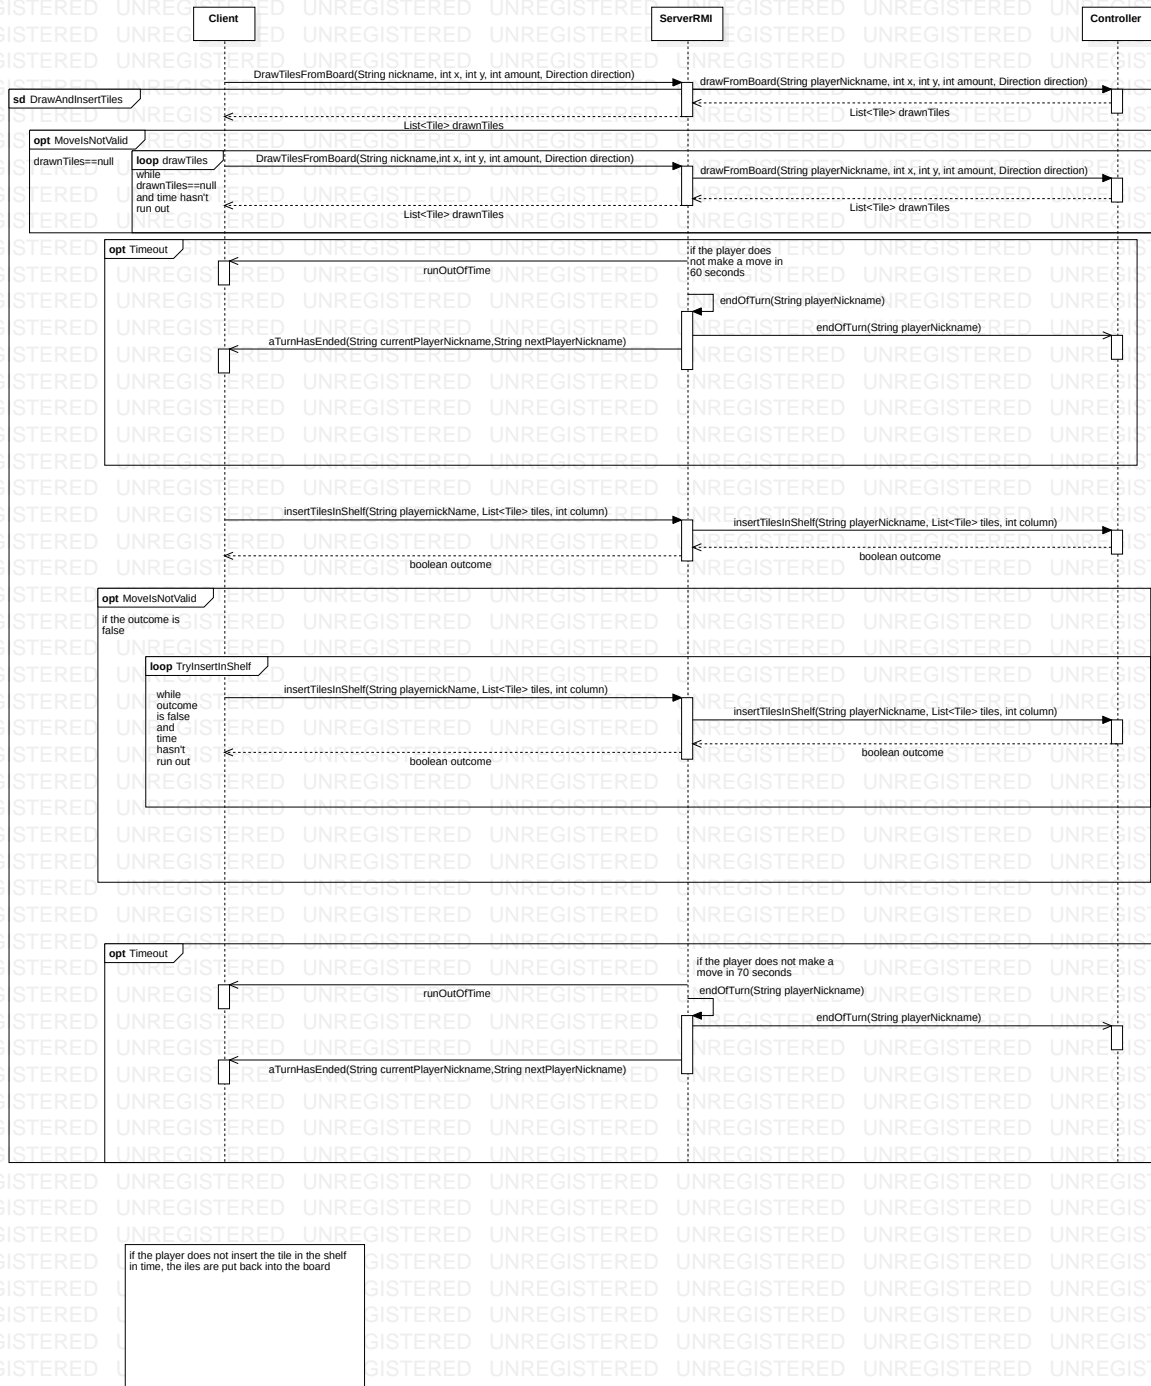 Client
ServerRMI
Controller
DrawTilesFromBoard(String nickname, int x, int y, int amount, Direction direction)
drawFromBoard(String playerNickname, int x, int y, int amount, Direction direction)
sd DrawAndInsertTiles
List<Tile> drawnTiles
List<Tile> drawnTiles
opt MoveIsNotValid
drawnTiles==null
loop drawTiles
while
drawnTiles==null
and time hasn't
run out
DrawTilesFromBoard(String nickname,int x, int y, int amount, Direction direction)
drawFromBoard(String playerNickname, int x, int y, int amount, Direction direction)
List<Tile> drawnTiles
List<Tile> drawnTiles
opt Timeout
if the player does
not make a move in
60 seconds
runOutOfTime
endOfTurn(String playerNickname)
endOfTurn(String playerNickname)
aTurnHasEnded(String currentPlayerNickname,String nextPlayerNickname)
insertTilesInShelf(String playernickName, List<Tile> tiles, int column)
insertTilesInShelf(String playerNickname, List<Tile> tiles, int column)
boolean outcome
boolean outcome
opt MoveIsNotValid
if the outcome is
false
loop TryInsertInShelf
while
outcome
is false
and
time
hasn't
run out
insertTilesInShelf(String playernickName, List<Tile> tiles, int column)
insertTilesInShelf(String playerNickname, List<Tile> tiles, int column)
boolean outcome
boolean outcome
opt Timeout
if the player does not make a
move in 70 seconds
runOutOfTime
endOfTurn(String playerNickname)
endOfTurn(String playerNickname)
aTurnHasEnded(String currentPlayerNickname,String nextPlayerNickname)
if the player does not insert the tile in the shelf
in time, the iles are put back into the board